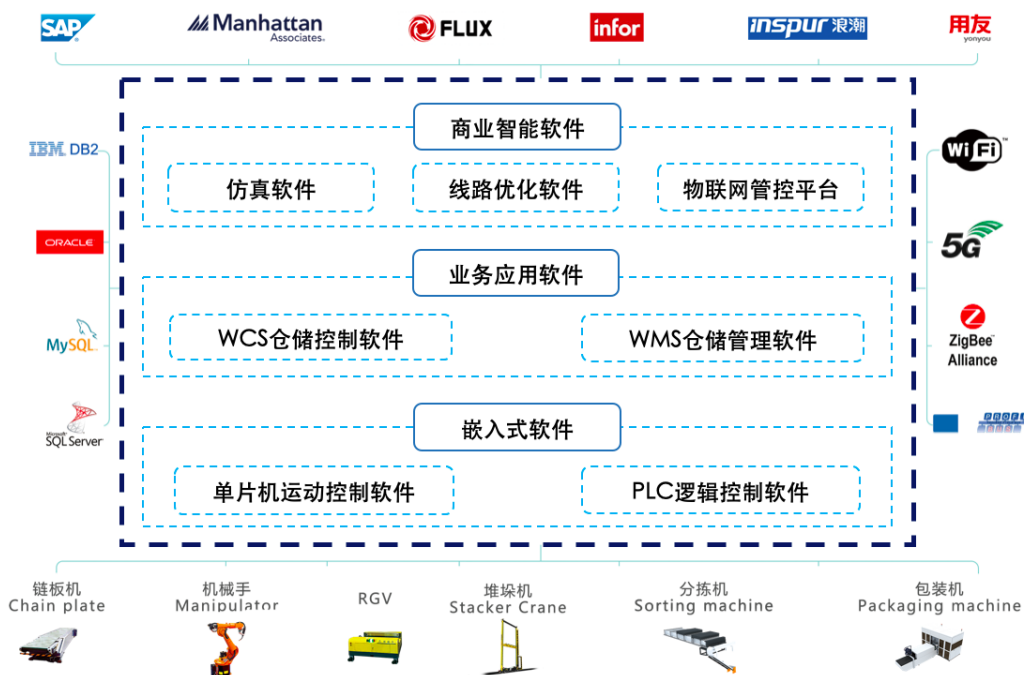 SAP
Manhattan
Associates
FLUX
infor
inspur 浪潮
用友
yonyou
商业智能软件
IBM DB2
WiFi
仿真软件
线路优化软件
物联网管控平台
ORACLE
5G
业务应用软件
WCS仓储控制软件
WMS仓储管理软件
MySQL
ZigBee
Alliance
Microsoft
SQL Server
嵌入式软件
单片机运动控制软件
PLC逻辑控制软件
链板机
Chain plate
机械手
Manipulator
RGV
堆垛机
Stacker Crane
分拣机
Sorting machine
包装机
Packaging machine